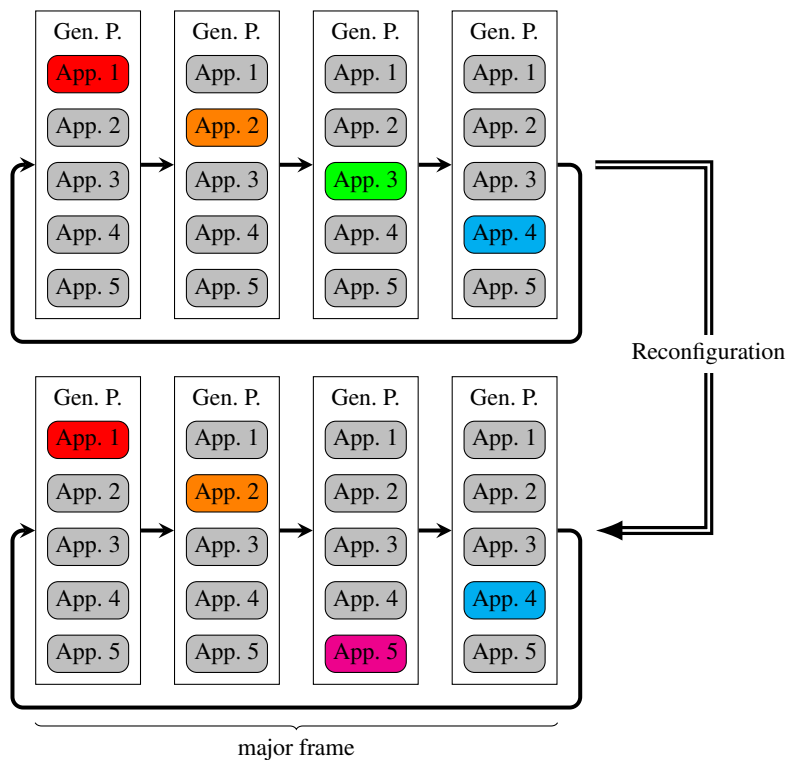 Gen. P. Gen. P. Gen. P. Gen. P.
App. 1 App. 1 App. 1 App. 1
App. 2 App. 2 App. 2 App. 2
App. 3 App. 3 App. 3 App. 3
App. 4 App. 4 App. 4 App. 4
App. 5 App. 5 App. 5 App. 5
Reconfiguration
Gen. P. Gen. P. Gen. P. Gen. P.
App. 1 App. 1 App. 1 App. 1
App. 2 App. 2 App. 2 App. 2
App. 3 App. 3 App. 3 App. 3
App. 4 App. 4 App. 4 App. 4
App. 5 App. 5 App. 5 App. 5
major frame